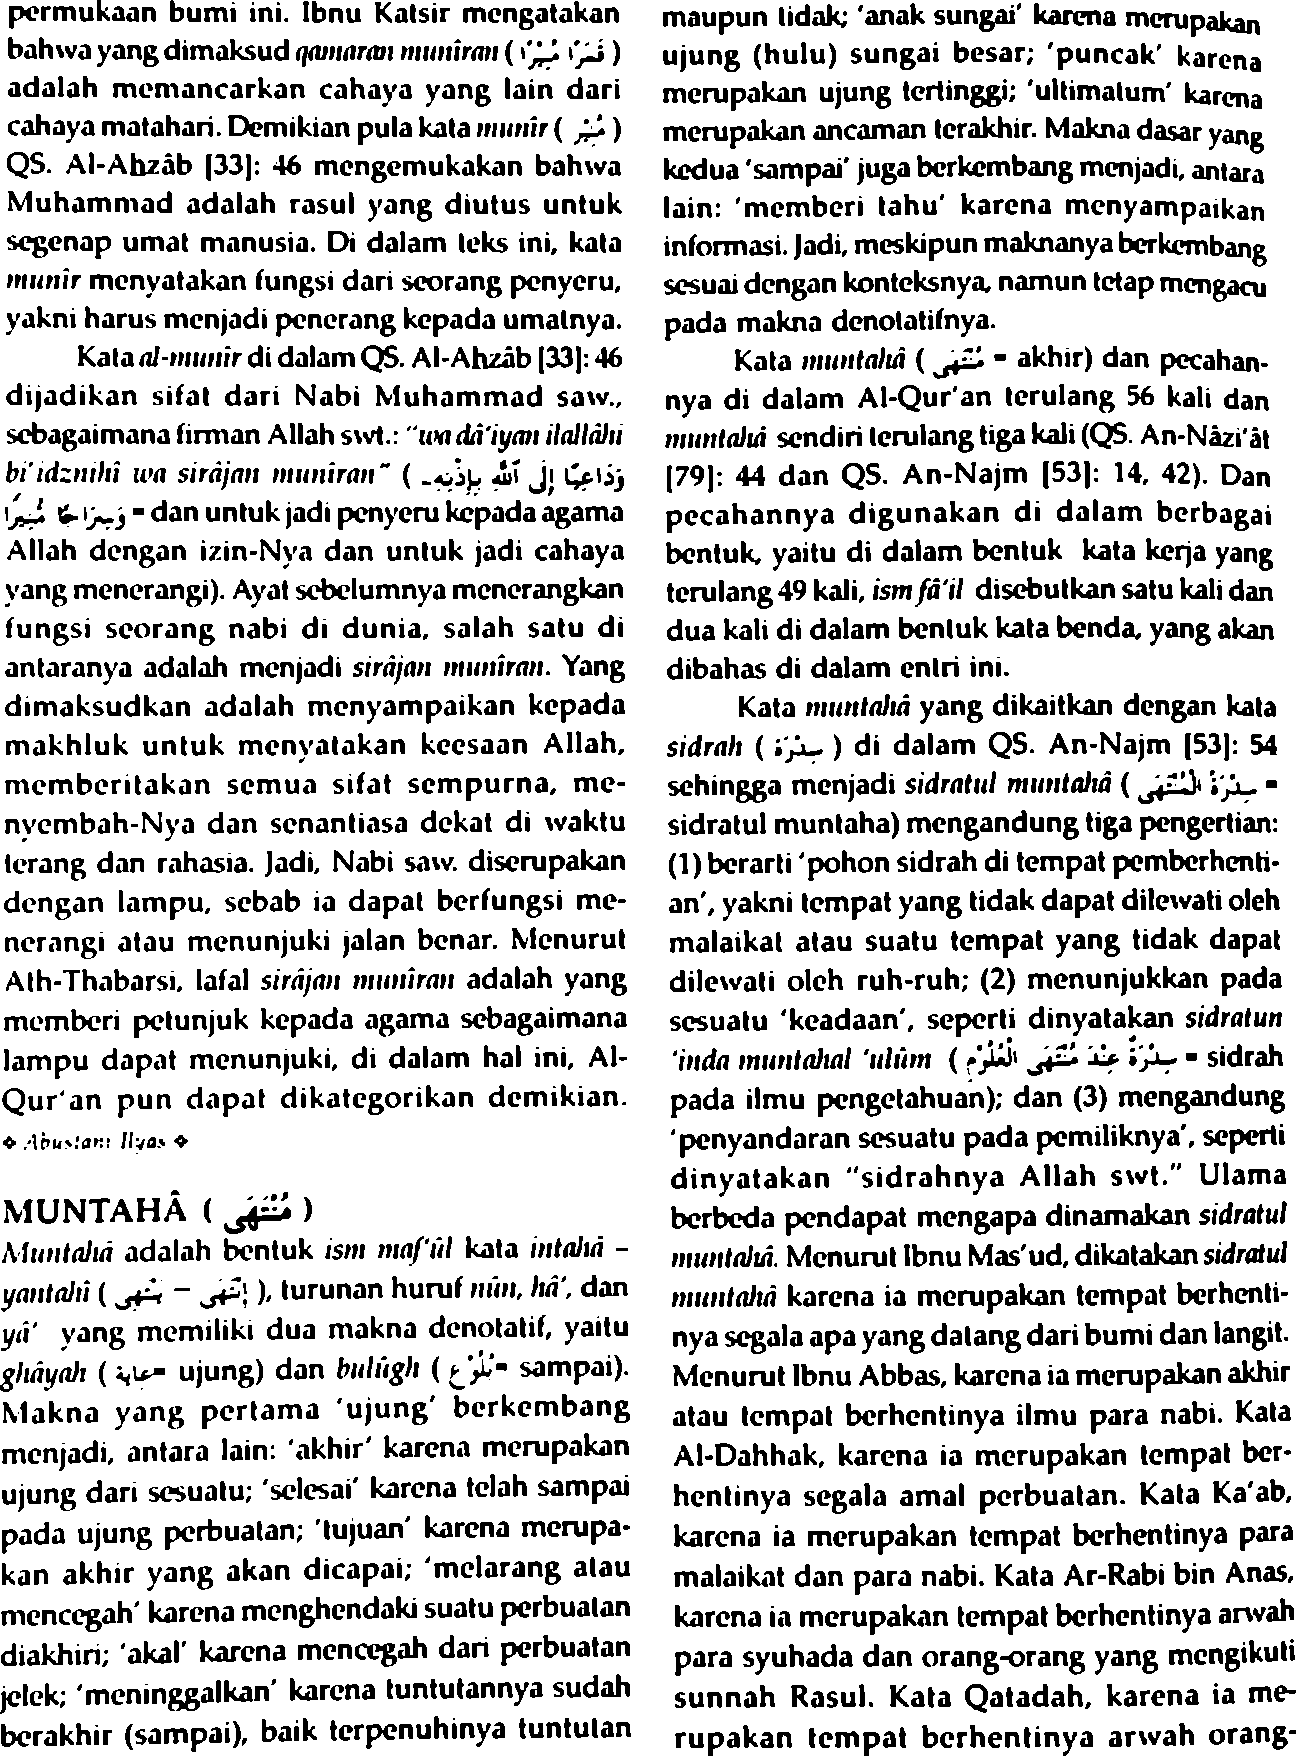 permukaan bumi ini. Ibnu Katsir mengatakan
bahwa yang dimaksud qamaran munîran ( قَمَرًا مُنِيْرًا )
adalah memancarkan cahaya yang lain dari
cahaya matahari. Demikian pula kata munîr ( مُنِيْر )
QS. Al-Ahzâb [33]: 46 mengemukakan bahwa
Muhammad adalah rasul yang diutus untuk
segenap umat manusia. Di dalam teks ini, kata
munîr menyatakan fungsi dari seorang penyeru,
yakni harus menjadi penerang kepada umatnya.
Kata al-munîr di dalam QS. Al-Ahzâb [33]: 46
dijadikan sifat dari Nabi Muhammad saw.,
sebagaimana firman Allah swt.: "wa dâ'iyan ilallâhi
bi'idznihî wa sirâjan munîran" ( وَدَاعِيًا إِلَى ٱللَّهِ بِإِذْنِهِۦ
وَسِرَاجًا مُّنِيرًا = dan untuk jadi penyeru kepada agama
Allah dengan izin-Nya dan untuk jadi cahaya
yang menerangi). Ayat sebelumnya menerangkan
fungsi seorang nabi di dunia, salah satu di
antaranya adalah menjadi sirâjan munîran. Yang
dimaksudkan adalah menyampaikan kepada
makhluk untuk menyatakan keesaan Allah,
memberitakan semua sifat sempurna, me-
nyembah-Nya dan senantiasa dekat di waktu
terang dan rahasia. Jadi, Nabi saw. diserupakan
dengan lampu, sebab ia dapat berfungsi me-
nerangi atau menunjuki jalan benar. Menurut
Ath-Thabarsi, lafal sirâjan munîran adalah yang
memberi petunjuk kepada agama sebagaimana
lampu dapat menunjuki, di dalam hal ini, Al-
Qur'an pun dapat dikategorikan demikian.
❖ Abustani Ilyas ❖
MUNTAHÂ ( مُنْتَهَى )
Muntahâ adalah bentuk ism maf'ûl kata intahâ –
yantahî ( اِنْتَهَى – يَنْتَهِي ), turunan huruf nûn, hâ', dan
yâ' yang memiliki dua makna denotatif, yaitu
ghâyah ( غاية = ujung) dan bulûgh ( بُلُوْغ = sampai).
Makna yang pertama 'ujung' berkembang
menjadi, antara lain: 'akhir' karena merupakan
ujung dari sesuatu; 'selesai' karena telah sampai
pada ujung perbuatan; 'tujuan' karena merupa-
kan akhir yang akan dicapai; 'melarang atau
mencegah' karena menghendaki suatu perbuatan
diakhiri; 'akal' karena mencegah dari perbuatan
jelek; 'meninggalkan' karena tuntutannya sudah
berakhir (sampai), baik terpenuhinya tuntutan
maupun tidak; 'anak sungai' karena merupakan
ujung (hulu) sungai besar; 'puncak' karena
merupakan ujung tertinggi; 'ultimatum' karena
merupakan ancaman terakhir. Makna dasar yang
kedua 'sampai' juga berkembang menjadi, antara
lain: 'memberi tahu' karena menyampaikan
informasi. Jadi, meskipun maknanya berkembang
sesuai dengan konteksnya, namun tetap mengacu
pada makna denotatifnya.
Kata muntahâ ( مُنْتَهَى = akhir) dan pecahan-
nya di dalam Al-Qur'an terulang 56 kali dan
muntahâ sendiri terulang tiga kali (QS. An-Nâzi'ât
[79]: 44 dan QS. An-Najm [53]: 14, 42). Dan
pecahannya digunakan di dalam berbagai
bentuk, yaitu di dalam bentuk kata kerja yang
terulang 49 kali, ism fâ'il disebutkan satu kali dan
dua kali di dalam bentuk kata benda, yang akan
dibahas di dalam entri ini.
Kata muntahâ yang dikaitkan dengan kata
sidrah ( سِدْرَة ) di dalam QS. An-Najm [53]: 54
sehingga menjadi sidratul muntahâ ( سِدْرَةُ الْمُنْتَهَى =
sidratul muntaha) mengandung tiga pengertian:
(1) berarti 'pohon sidrah di tempat pemberhenti-
an', yakni tempat yang tidak dapat dilewati oleh
malaikat atau suatu tempat yang tidak dapat
dilewati oleh ruh-ruh; (2) menunjukkan pada
sesuatu 'keadaan', seperti dinyatakan sidratun
'inda muntahal 'ulûm ( سِدْرَةٌ عِنْدَ مُنْتَهَى الْعُلُوْمِ = sidrah
pada ilmu pengetahuan); dan (3) mengandung
'penyandaran sesuatu pada pemiliknya', seperti
dinyatakan "sidrahnya Allah swt." Ulama
berbeda pendapat mengapa dinamakan sidratul
muntahâ. Menurut Ibnu Mas'ud, dikatakan sidratul
muntahâ karena ia merupakan tempat berhenti-
nya segala apa yang datang dari bumi dan langit.
Menurut Ibnu Abbas, karena ia merupakan akhir
atau tempat berhentinya ilmu para nabi. Kata
Al-Dahhak, karena ia merupakan tempat ber-
hentinya segala amal perbuatan. Kata Ka'ab,
karena ia merupakan tempat berhentinya para
malaikat dan para nabi. Kata Ar-Rabi bin Anas,
karena ia merupakan tempat berhentinya arwah
para syuhada dan orang-orang yang mengikuti
sunnah Rasul. Kata Qatadah, karena ia me-
rupakan tempat berhentinya arwah orang-